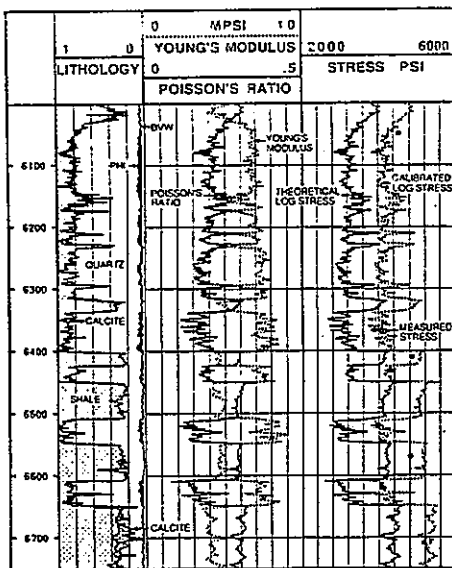 0 MPSI 10
1 0 YOUNG'S MODULUS 2000 6000
LITHOLOGY 0 .5 STRESS PSI
POISSON'S RATIO
BVW
YOUNG'S
MODULUS
6100
PHI
POISSON'S
RATIO
THEORETICAL
LOG STRESS
CALIBRATED
LOG STRESS
6200
QUARTZ
6300
CALCITE
MEASURED
STRESS
6400
SHALE
6500
6600
CALCITE
6700